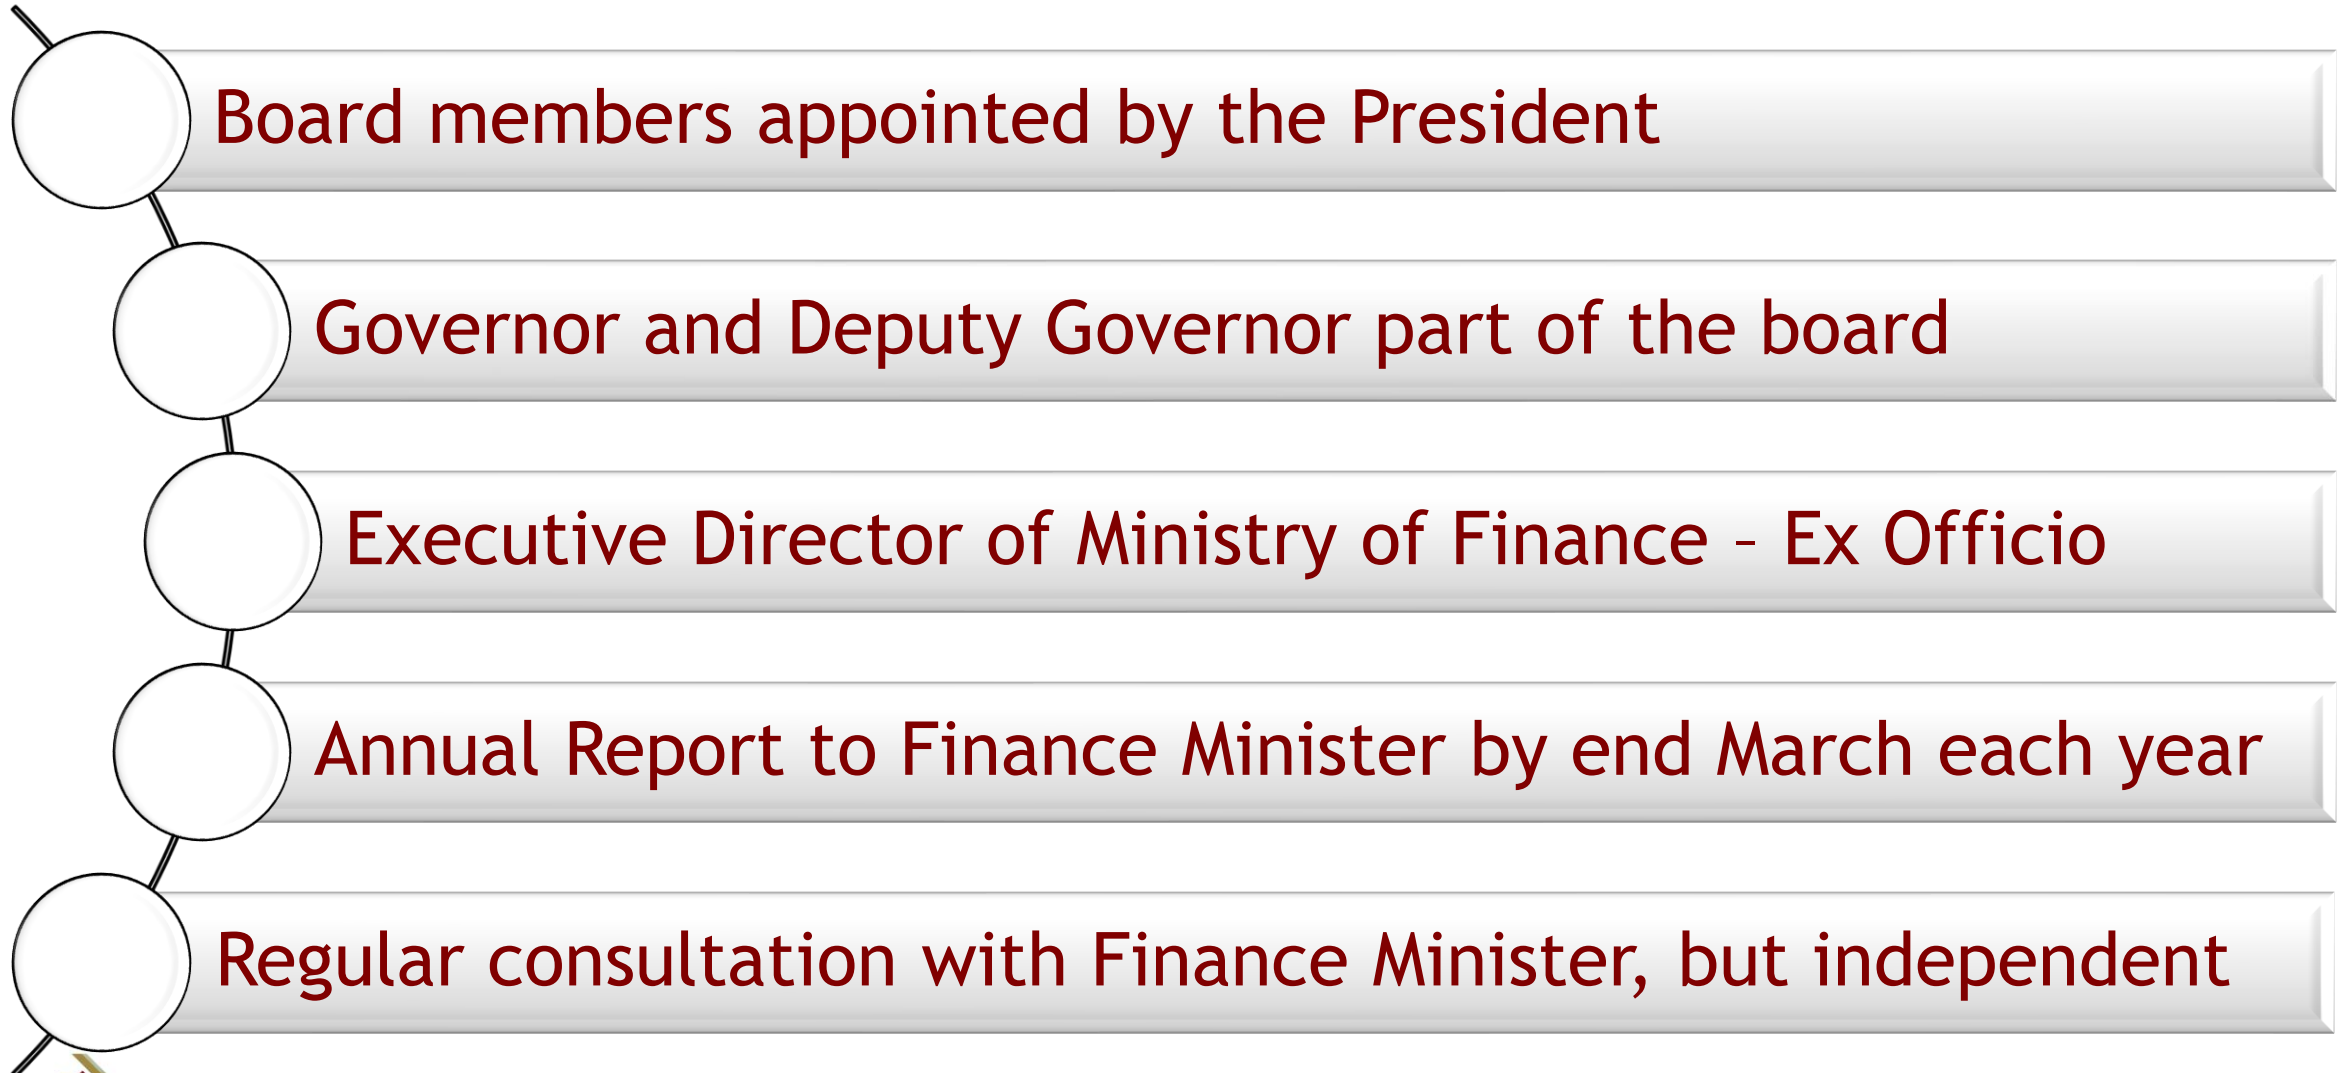 Board members appointed by the President
Governor and Deputy Governor part of the board
Executive Director of Ministry of Finance – Ex Officio
Annual Report to Finance Minister by end March each year
Regular consultation with Finance Minister, but independent